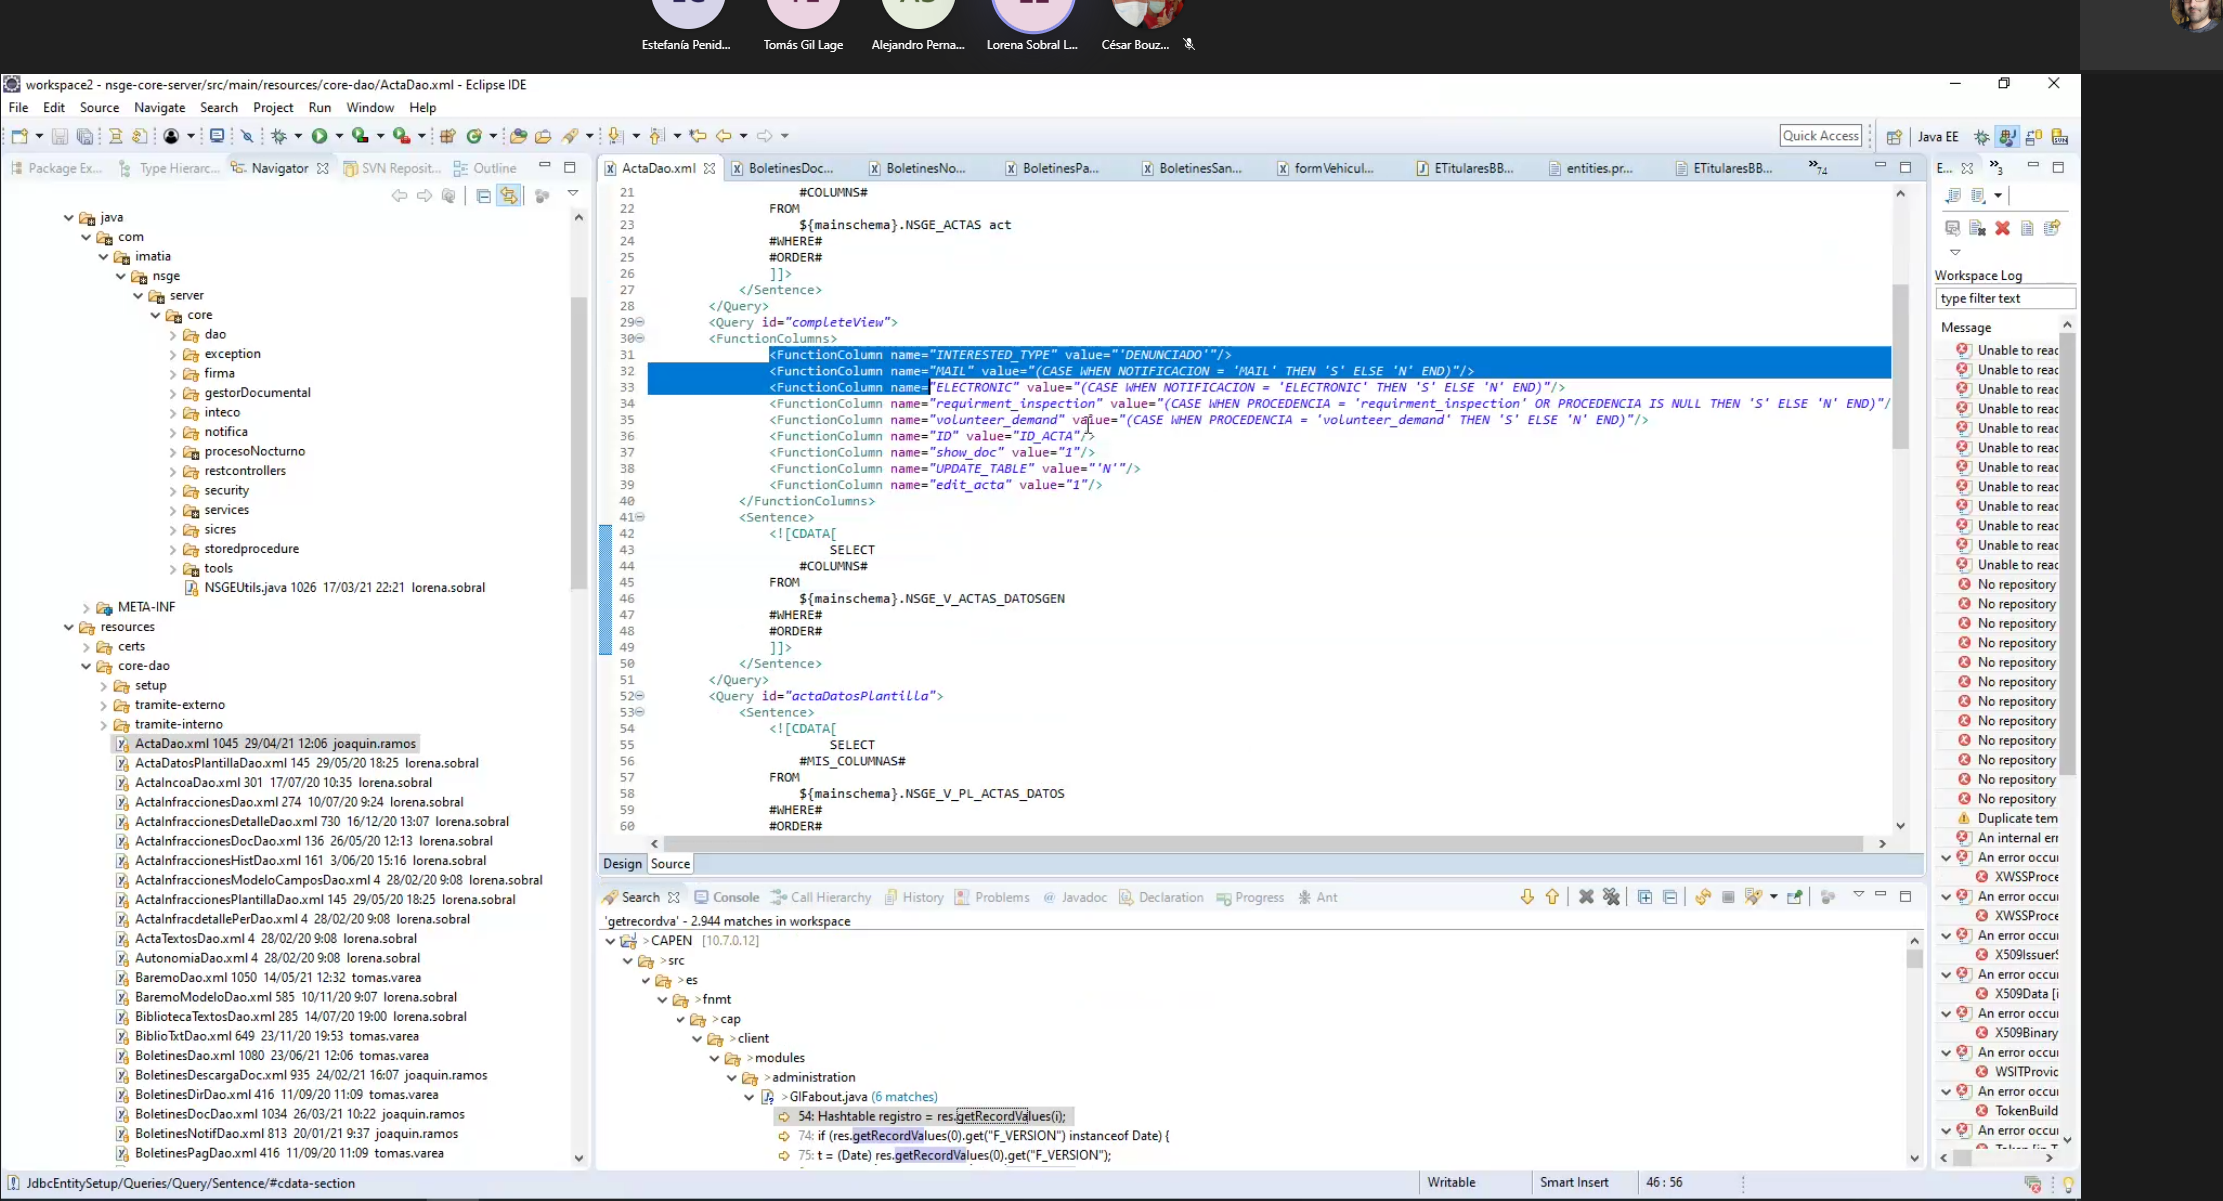 Estefanía Penid...
Tomás Gil Lage
Alejandro Perna...
Lorena Sobral L...
César Bouz...
workspace2 - nsge-core-server/src/main/resources/core-dao/ActaDao.xml - Eclipse IDE
File Edit Source Navigate Search Project Run Window Help
Quick Access
Java EE
Package Ex...
Type Hierarc...
Navigator
SVN Reposit...
Outline
java
com
imatia
nsge
server
core
dao
exception
firma
gestorDocumental
inteco
notifica
procesoNocturno
restcontrollers
security
services
sicres
storedprocedure
tools
NSGEUtils.java 1026 17/03/21 22:21 lorena.sobral
META-INF
resources
certs
core-dao
setup
tramite-externo
tramite-interno
ActaDao.xml 1045 29/04/21 12:06 joaquin.ramos
ActaDatosPlantillaDao.xml 145 29/05/20 18:25 lorena.sobral
ActaIncoaDao.xml 301 17/07/20 10:35 lorena.sobral
ActaInfraccionesDao.xml 274 10/07/20 9:24 lorena.sobral
ActaInfraccionesDetalleDao.xml 730 16/12/20 13:07 lorena.sobral
ActaInfraccionesDocDao.xml 136 26/05/20 12:13 lorena.sobral
ActaInfraccionesHistDao.xml 161 3/06/20 15:16 lorena.sobral
ActaInfraccionesModeloCamposDao.xml 4 28/02/20 9:08 lorena.sobral
ActaInfraccionesPlantillaDao.xml 145 29/05/20 18:25 lorena.sobral
ActaInfracdetallePerDao.xml 4 28/02/20 9:08 lorena.sobral
ActaTextosDao.xml 4 28/02/20 9:08 lorena.sobral
AutonomiaDao.xml 4 28/02/20 9:08 lorena.sobral
BaremoDao.xml 1050 14/05/21 12:32 tomas.varea
BaremoModeloDao.xml 585 10/11/20 9:07 lorena.sobral
BibliotecaTextosDao.xml 285 14/07/20 19:00 lorena.sobral
BiblioTxtDao.xml 649 23/11/20 19:53 tomas.varea
BoletinesDao.xml 1080 23/06/21 12:06 tomas.varea
BoletinesDescargaDoc.xml 935 24/02/21 16:07 joaquin.ramos
BoletinesDirDao.xml 416 11/09/20 11:09 tomas.varea
BoletinesDocDao.xml 1034 26/03/21 10:22 joaquin.ramos
BoletinesNotifDao.xml 813 20/01/21 9:37 joaquin.ramos
BoletinesPagDao.xml 416 11/09/20 11:09 tomas.varea
ActaDao.xml
BoletinesDoc...
BoletinesNo...
BoletinesPa...
BoletinesSan...
formVehicul...
ETitularesBB...
entities.pr...
ETitularesBB...
74
21 #COLUMNS#
22 FROM
23 ${mainschema}.NSGE_ACTAS act
24 #WHERE#
25 #ORDER#
26 ]]>
27 </Sentence>
28 </Query>
29 <Query id="completeView">
30 <FunctionColumns>
31 <FunctionColumn name="INTERESTED_TYPE" value="'DENUNCIADO'"/>
32 <FunctionColumn name="MAIL" value="(CASE WHEN NOTIFICACION = 'MAIL' THEN 'S' ELSE 'N' END)"/>
33 <FunctionColumn name="ELECTRONIC" value="(CASE WHEN NOTIFICACION = 'ELECTRONIC' THEN 'S' ELSE 'N' END)"/>
34 <FunctionColumn name="requirment_inspection" value="(CASE WHEN PROCEDENCIA = 'requirment_inspection' OR PROCEDENCIA IS NULL THEN 'S' ELSE 'N' END)"/
35 <FunctionColumn name="volunteer_demand" value="(CASE WHEN PROCEDENCIA = 'volunteer_demand' THEN 'S' ELSE 'N' END)"/>
36 <FunctionColumn name="ID" value="ID_ACTA"/>
37 <FunctionColumn name="show_doc" value="1"/>
38 <FunctionColumn name="UPDATE_TABLE" value="'N'"/>
39 <FunctionColumn name="edit_acta" value="1"/>
40 </FunctionColumns>
41 <Sentence>
42 <![CDATA[
43 SELECT
44 #COLUMNS#
45 FROM
46 ${mainschema}.NSGE_V_ACTAS_DATOSGEN
47 #WHERE#
48 #ORDER#
49 ]]>
50 </Sentence>
51 </Query>
52 <Query id="actaDatosPlantilla">
53 <Sentence>
54 <![CDATA[
55 SELECT
56 #MIS_COLUMNAS#
57 FROM
58 ${mainschema}.NSGE_V_PL_ACTAS_DATOS
59 #WHERE#
60 #ORDER#
Design Source
Search Console Call Hierarchy History Problems Javadoc Declaration Progress Ant
'getrecordva' - 2.944 matches in workspace
>CAPEN [10.7.0.12]
>src
>es
>fnmt
>cap
>client
>modules
>administration
>GIFabout.java (6 matches)
54: Hashtable registro = res.getRecordValues(i);
74: if (res.getRecordValues(0).get("F_VERSION") instanceof Date) {
75: t = (Date) res.getRecordValues(0).get("F_VERSION");
E...
3
Workspace Log
type filter text
Message
Unable to reac
Unable to reac
Unable to reac
Unable to reac
Unable to reac
Unable to reac
Unable to reac
Unable to reac
Unable to reac
Unable to reac
Unable to reac
Unable to reac
No repository
No repository
No repository
No repository
No repository
No repository
No repository
No repository
No repository
No repository
No repository
No repository
Duplicate tem
An internal err
An error occui
XWSSProce
An error occui
XWSSProce
An error occui
X509Issuer
An error occui
X509Data [i
An error occui
X509Binary
An error occui
WSITProvic
An error occui
TokenBuild
An error occui
JdbcEntitySetup/Queries/Query/Sentence/#cdata-section
Writable
Smart Insert
46 : 56